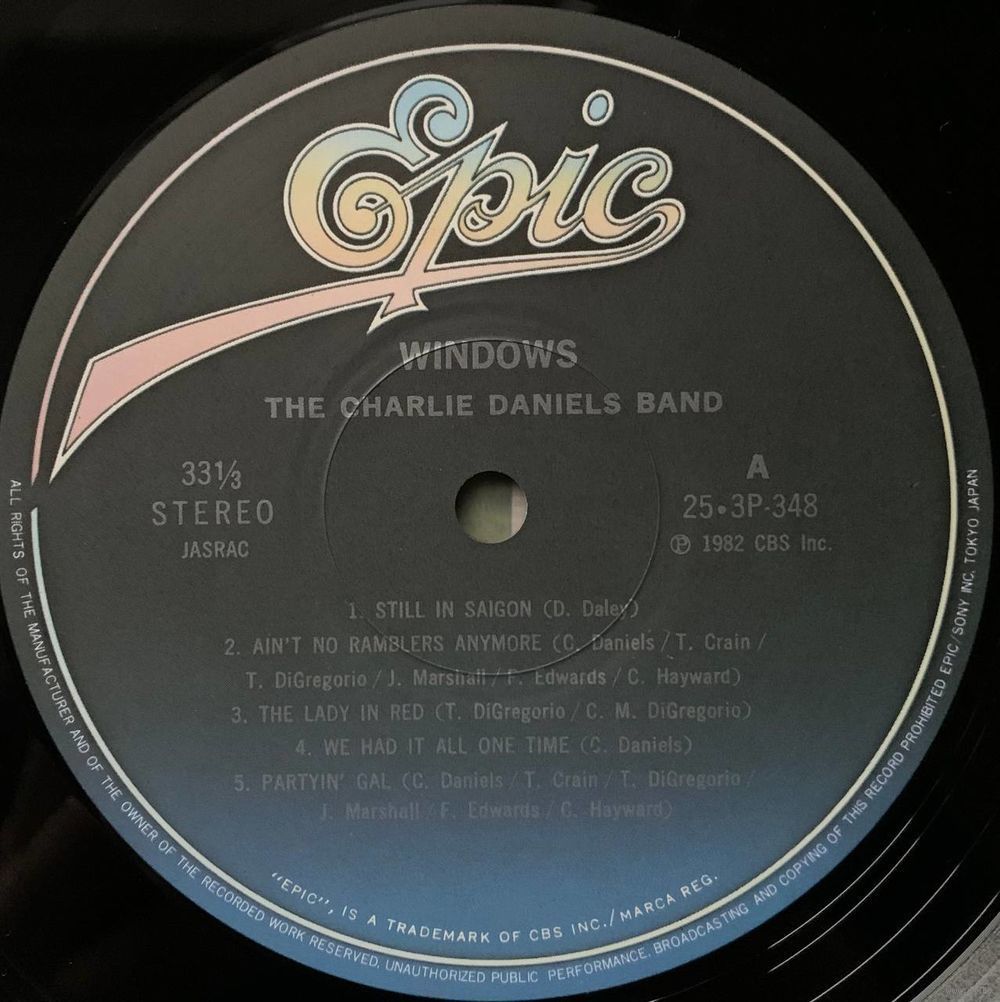 Epic
WINDOWS
THE CHARLIE DANIELS BAND
33⅓
STEREO
JASRAC
A
25•3P-348
Ⓟ 1982 CBS Inc.
1. STILL IN SAIGON (D. Daley)
2. AIN'T NO RAMBLERS ANYMORE (C. Daniels / T. Crain /
T. DiGregorio / J. Marshall / F. Edwards / C. Hayward)
3. THE LADY IN RED (T. DiGregorio / C. M. DiGregorio)
4. WE HAD IT ALL ONE TIME (C. Daniels)
5. PARTYIN' GAL (C. Daniels / T. Crain / T. DiGregorio /
J. Marshall / F. Edwards / C. Hayward)
"EPIC", IS A TRADEMARK OF CBS INC./MARCA REG.
ALL RIGHTS OF THE MANUFACTURER AND OF THE OWNER OF THE RECORDED WORK RESERVED. UNAUTHORIZED PUBLIC PERFORMANCE, BROADCASTING AND COPYING OF THIS RECORD PROHIBITED EPIC/SONY INC. TOKYO JAPAN